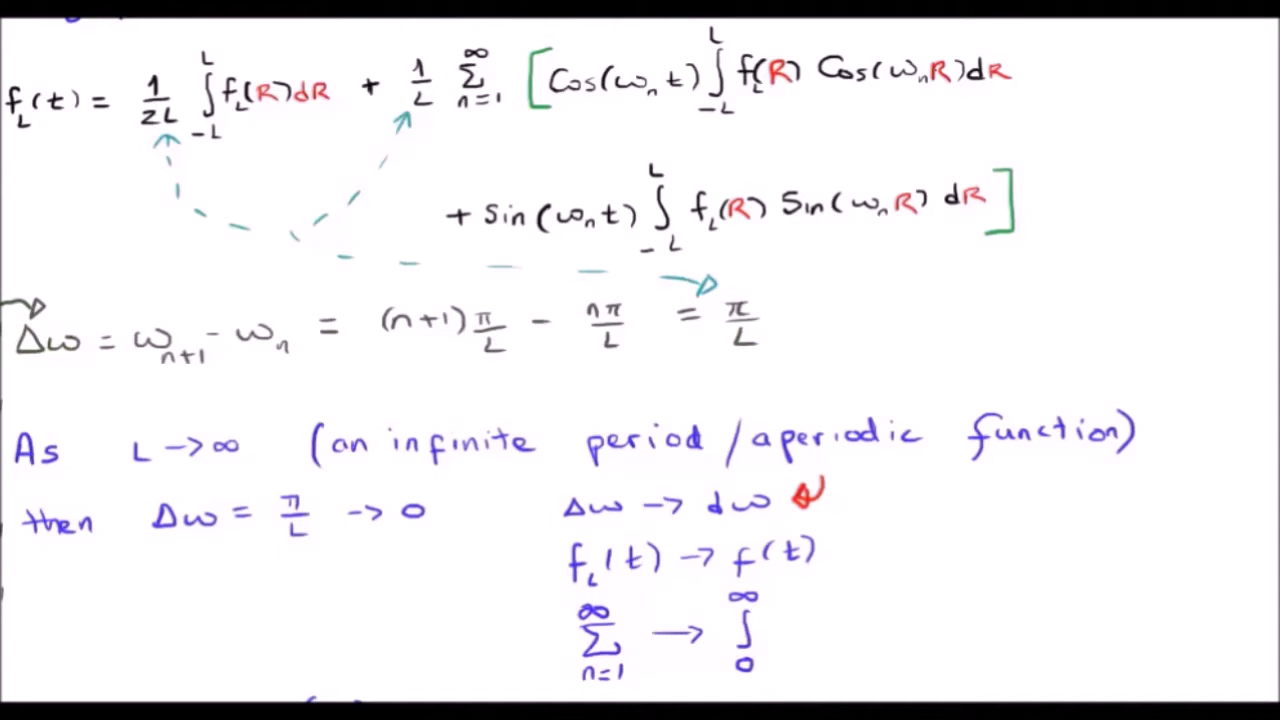 f_L(t) = 1/2L ∫_{-L}^{L} f_L(R)dR + 1/L Σ_{n=1}^{∞} [Cos(ω_n t) ∫_{-L}^{L} f_L(R) Cos(ω_n R)dR
+ Sin(ω_n t) ∫_{-L}^{L} f_L(R) Sin(ω_n R) dR]
Δω = ω_{n+1} - ω_n = (n+1)π/L - nπ/L = π/L
As L -> ∞ (an infinite period / aperiodic function)
then Δω = π/L -> 0 Δω -> dω
f_L(t) -> f(t)
Σ_{n=1}^{∞} -> ∫_{0}^{∞}